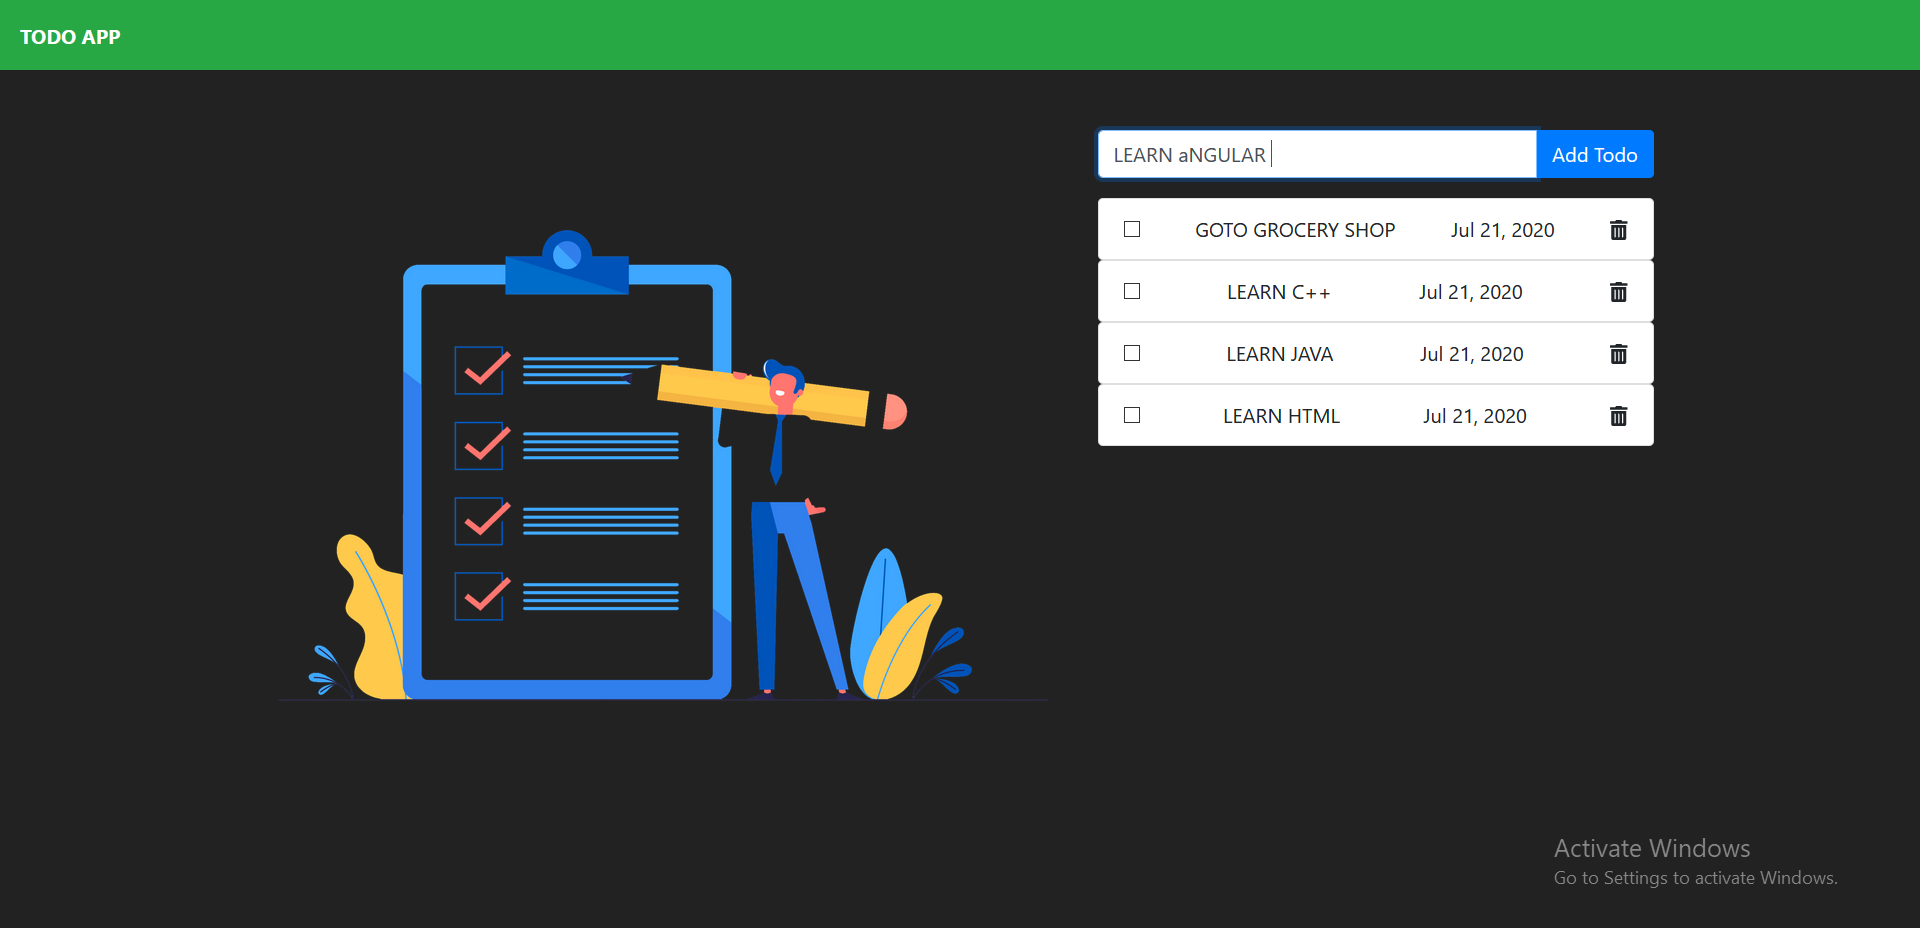 TODO APP
LEARN aNGULAR
Add Todo
GOTO GROCERY SHOP Jul 21, 2020
LEARN C++ Jul 21, 2020
LEARN JAVA Jul 21, 2020
LEARN HTML Jul 21, 2020
Activate Windows
Go to Settings to activate Windows.